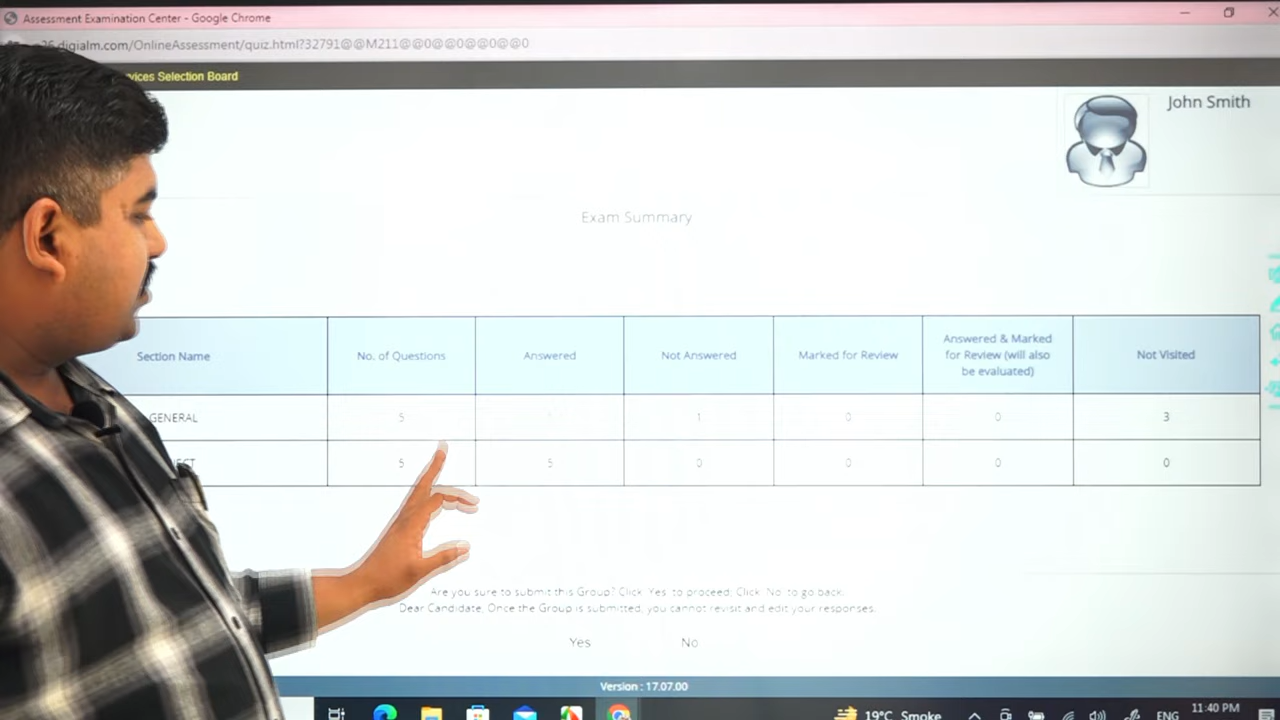 Assessment Examination Center - Google Chrome
digialm.com/OnlineAssessment/quiz.html?32791@@M211@@0@@0@@0@@0
vices Selection Board
John Smith
Exam Summary
Section Name No. of Questions Answered Not Answered Marked for Review Answered & Marked for Review (will also be evaluated) Not Visited
GENERAL 5 1 1 0 0 3
5 5 0 0 0 0
Are you sure to submit this Group? Click 'Yes' to proceed; Click 'No' to go back.
Dear Candidate, Once the Group is submitted, you cannot revisit and edit your responses.
Yes No
Version : 17.07.00
19°C Smoke ENG 11:40 PM